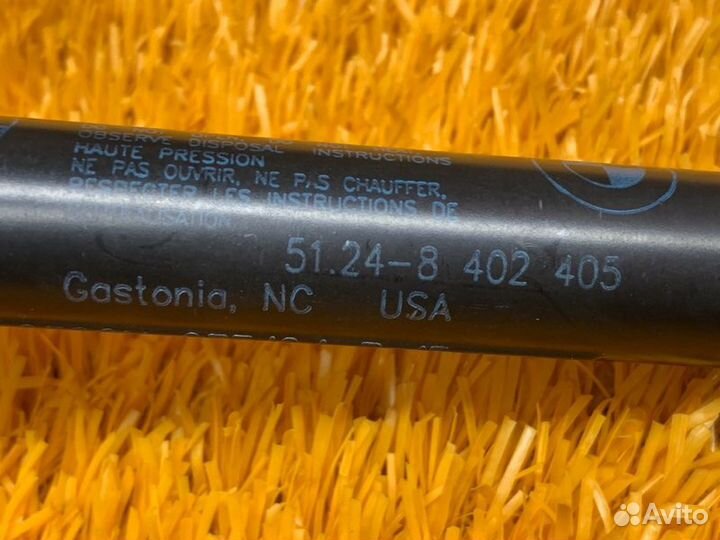 OBSERVE DISPOSAL INSTRUCTIONS
HAUTE PRESSION
NE PAS OUVRIR, NE PAS CHAUFFER,
RESPECTER LES INSTRUCTIONS DE
51.24-8 402 405
Gastonia, NC USA
Avito